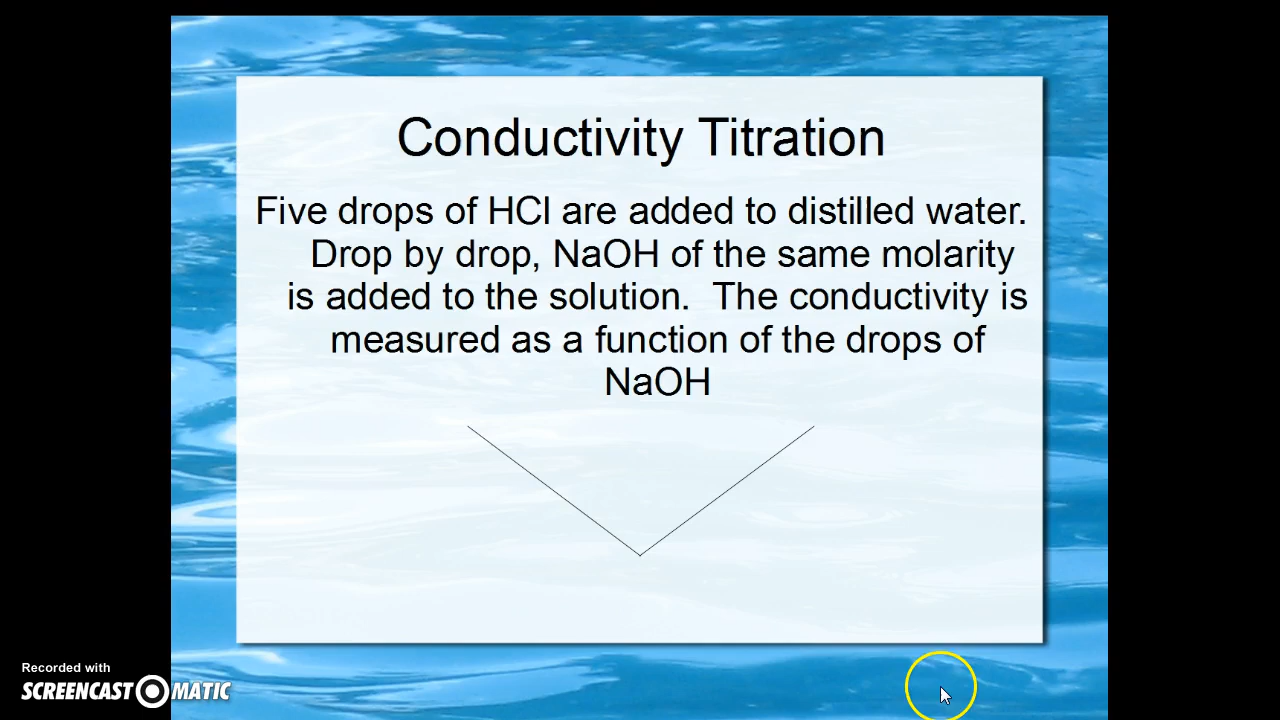 Conductivity Titration
Five drops of HCl are added to distilled water.
Drop by drop, NaOH of the same molarity
is added to the solution.  The conductivity is
measured as a function of the drops of
NaOH
Recorded with
SCREENCAST MATIC